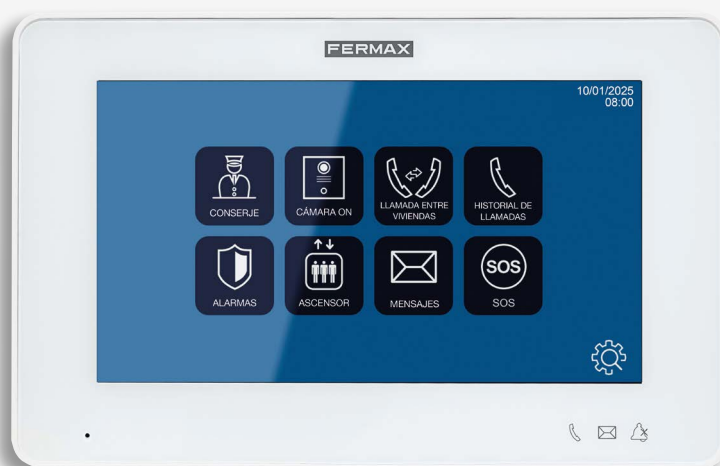 FERMAX
10/01/2025
08:00
CONSERJE
CÁMARA ON
LLAMADA ENTRE
VIVIENDAS
HISTORIAL DE
LLAMADAS
ALARMAS
ASCENSOR
MENSAJES
SOS
SOS